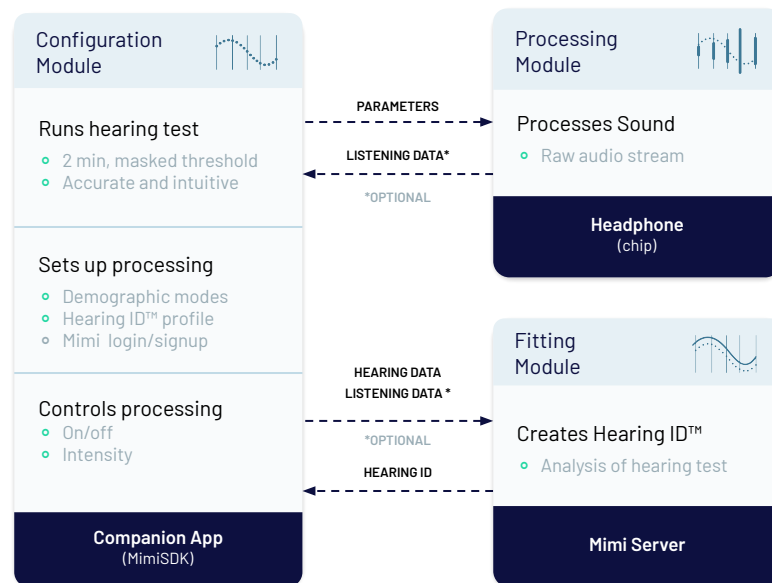 Configuration
Module
Runs hearing test
2 min, masked threshold
Accurate and intuitive
Sets up processing
Demographic modes
Hearing ID™ profile
Mimi login/signup
Controls processing
On/off
Intensity
Companion App
(MimiSDK)
PARAMETERS
LISTENING DATA*
*OPTIONAL
HEARING DATA
LISTENING DATA *
*OPTIONAL
HEARING ID
Processing
Module
Processes Sound
Raw audio stream
Headphone
(chip)
Fitting
Module
Creates Hearing ID™
Analysis of hearing test
Mimi Server